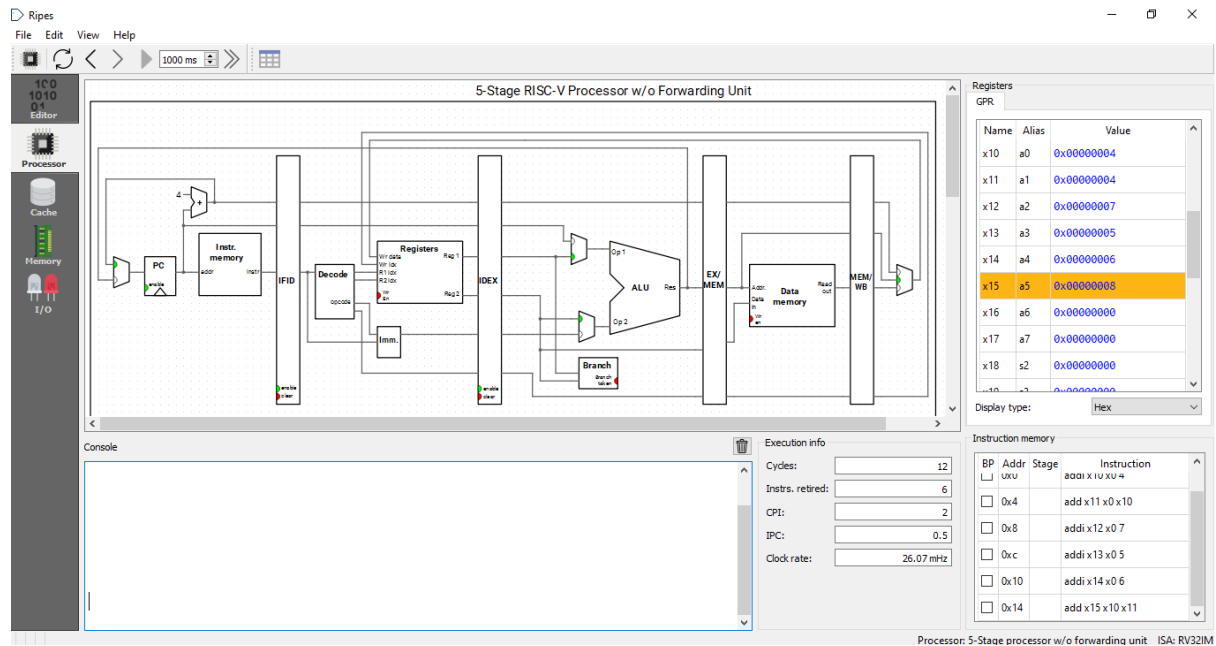 Ripes
File Edit View Help
1000 ms
Editor
Processor
Cache
Memory
I/O
5-Stage RISC-V Processor w/o Forwarding Unit
4
+
PC
enable
Instr. memory
addr
instr
IFID
enable
clear
Decode
opcode
Registers
Wr data
Wr idx
R1 idx
R2 idx
Wr En
Reg 1
Reg 2
Imm.
IDEX
enable
clear
Op 1
ALU
Res
Op 2
Branch
Branch taken
EX/
MEM
Addr.
Data in
Wr en
Data memory
Read out
MEM/
WB
Registers
GPR
Name Alias Value
x10 a0 0x00000004
x11 a1 0x00000004
x12 a2 0x00000007
x13 a3 0x00000005
x14 a4 0x00000006
x15 a5 0x00000008
x16 a6 0x00000000
x17 a7 0x00000000
x18 s2 0x00000000
Display type: Hex
Console
Execution info
Cycles: 12
Instrs. retired: 6
CPI: 2
IPC: 0.5
Clock rate: 26.07 mHz
Instruction memory
BP Addr Stage Instruction
0x0 addi x10 x0 4
0x4 add x11 x0 x10
0x8 addi x12 x0 7
0xc addi x13 x0 5
0x10 addi x14 x0 6
0x14 add x15 x10 x11
Processor: 5-Stage processor w/o forwarding unit ISA: RV32IM